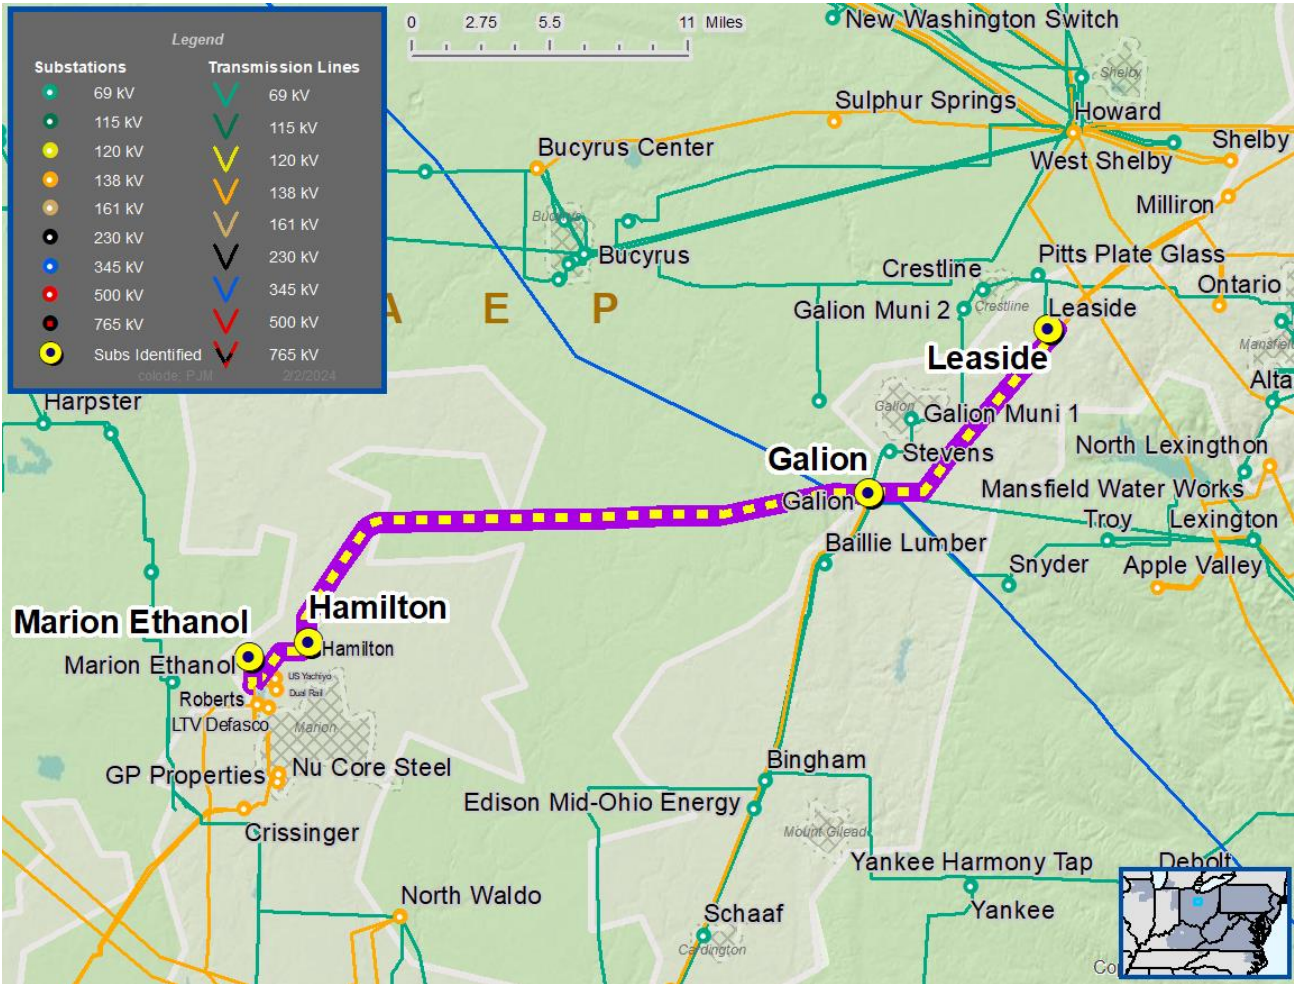 Legend
Substations
Transmission Lines
69 kV
69 kV
115 kV
115 kV
120 kV
120 kV
138 kV
138 kV
161 kV
161 kV
230 kV
230 kV
345 kV
345 kV
500 kV
500 kV
765 kV
765 kV
Subs Identified
colode: PJM 2/2/2024
0 2.75 5.5 11 Miles
New Washington Switch
Shelby
Sulphur Springs
Howard
Bucyrus Center
Shelby
West Shelby
Milliron
Bucyrus
Bucyrus
Pitts Plate Glass
Crestline
Ontario
A E P
Galion Muni 2
Crestline
Leaside
Mansfield
Leaside
Alta
Harpster
Galion
Galion Muni 1
North Lexingthon
Stevens
Galion
Galion
Mansfield Water Works
Troy
Lexington
Baillie Lumber
Snyder
Apple Valley
Hamilton
Marion Ethanol
Hamilton
Marion Ethanol
US Yachiyo
Dual Rail
Roberts
LTV Defasco
Marion
Bingham
GP Properties
Nu Core Steel
Edison Mid-Ohio Energy
Crissinger
Mount Gilead
Yankee Harmony Tap
Debolt
North Waldo
Schaaf
Yankee
Cardington
Co